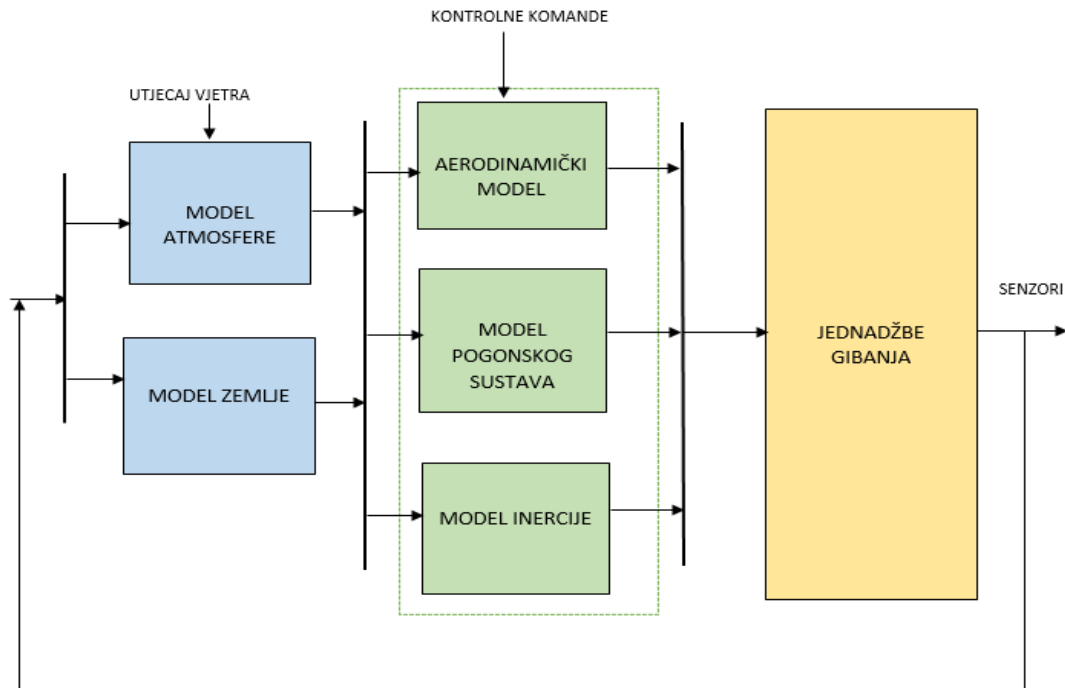 KONTROLNE KOMANDE
UTJECAJ VJETRA
MODEL
ATMOSFERE
MODEL ZEMLJE
AERODINAMIČKI
MODEL
MODEL
POGONSKOG
SUSTAVA
MODEL INERCIJE
JEDNADŽBE
GIBANJA
SENZORI